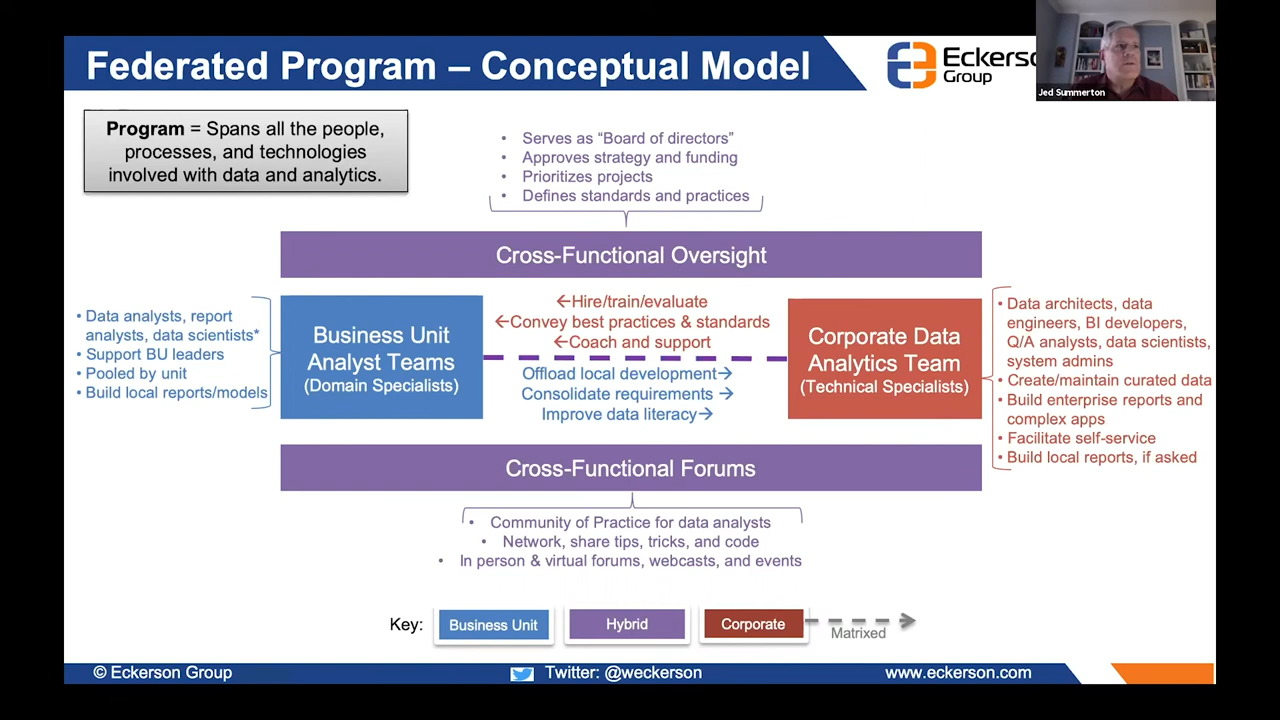 Federated Program – Conceptual Model
Eckerson
Group
Jed Summerton
Program = Spans all the people,
processes, and technologies
involved with data and analytics.
• Serves as “Board of directors”
• Approves strategy and funding
• Prioritizes projects
• Defines standards and practices
Cross-Functional Oversight
• Data analysts, report
analysts, data scientists*
• Support BU leaders
• Pooled by unit
• Build local reports/models
Business Unit
Analyst Teams
(Domain Specialists)
←Hire/train/evaluate
←Convey best practices & standards
←Coach and support
Offload local development→
Consolidate requirements →
Improve data literacy→
Corporate Data
Analytics Team
(Technical Specialists)
• Data architects, data
engineers, BI developers,
Q/A analysts, data scientists,
system admins
• Create/maintain curated data
• Build enterprise reports and
complex apps
• Facilitate self-service
• Build local reports, if asked
Cross-Functional Forums
• Community of Practice for data analysts
• Network, share tips, tricks, and code
• In person & virtual forums, webcasts, and events
Key:
Business Unit
Hybrid
Corporate
Matrixed
© Eckerson Group
Twitter: @weckerson
www.eckerson.com